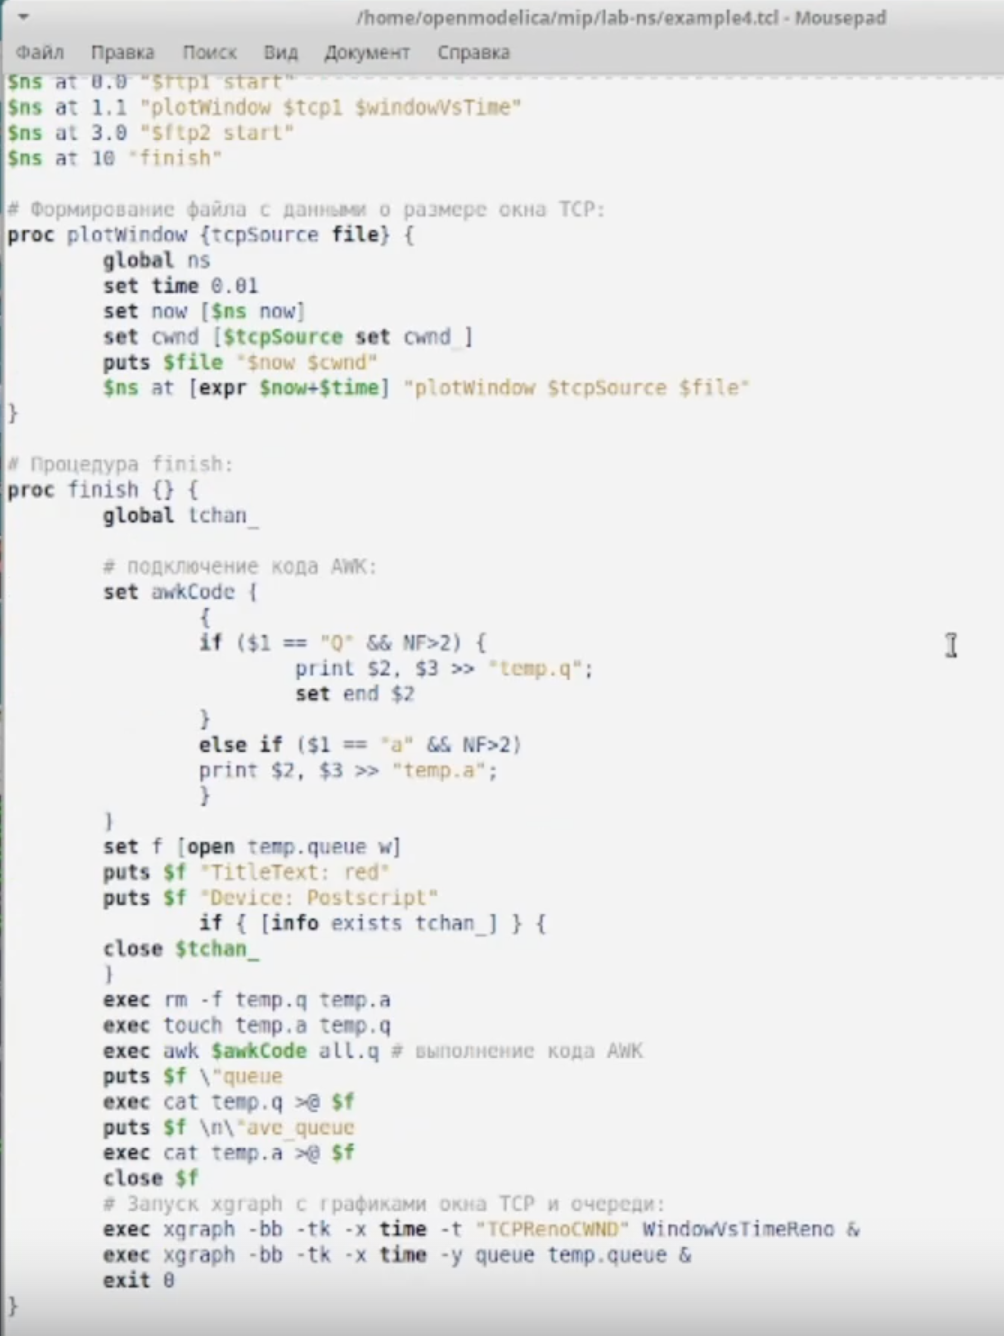 /home/openmodelica/mip/lab-ns/example4.tcl - Mousepad
Файл Правка Поиск Вид Документ Справка
$ns at 0.0 "$ftp1 start"
$ns at 1.1 "plotWindow $tcp1 $windowVsTime"
$ns at 3.0 "$ftp2 start"
$ns at 10 "finish"
# Формирование файла с данными о размере окна TCP:
proc plotWindow {tcpSource file} {
global ns
set time 0.01
set now [$ns now]
set cwnd [$tcpSource set cwnd_]
puts $file "$now $cwnd"
$ns at [expr $now+$time] "plotWindow $tcpSource $file"
}
# Процедура finish:
proc finish {} {
global tchan_
# подключение кода AWK:
set awkCode {
{
if ($1 == "Q" && NF>2) {
print $2, $3 >> "temp.q";
set end $2
}
else if ($1 == "a" && NF>2)
print $2, $3 >> "temp.a";
}
}
set f [open temp.queue w]
puts $f "TitleText: red"
puts $f "Device: Postscript"
if { [info exists tchan_] } {
close $tchan_
}
exec rm -f temp.q temp.a
exec touch temp.a temp.q
exec awk $awkCode all.q # выполнение кода AWK
puts $f \"queue
exec cat temp.q >@ $f
puts $f \n\"ave_queue
exec cat temp.a >@ $f
close $f
# Запуск xgraph с графиками окна TCP и очереди:
exec xgraph -bb -tk -x time -t "TCPRenoCWND" WindowVsTimeReno &
exec xgraph -bb -tk -x time -y queue temp.queue &
exit 0
}